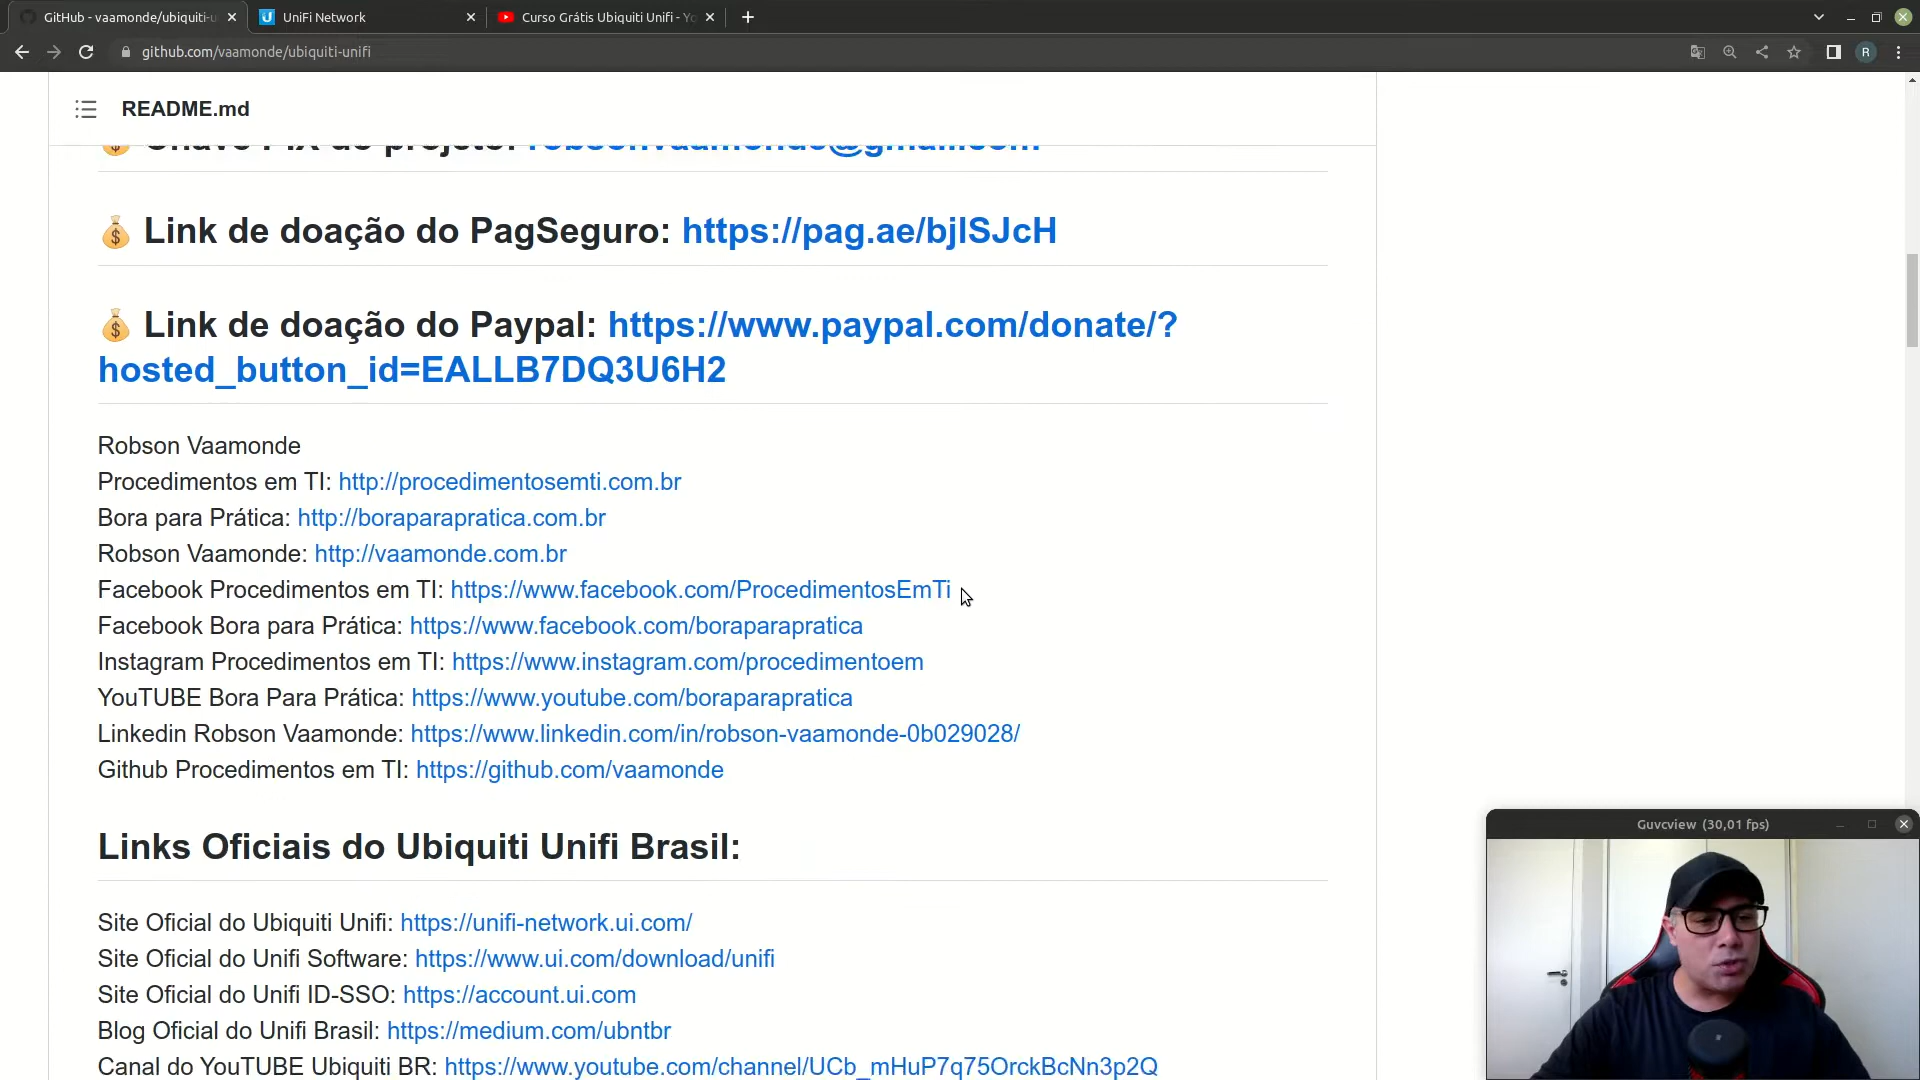 GitHub - vaamonde/ubiquiti-u
UniFi Network
Curso Grátis Ubiquiti Unifi - Yo
github.com/vaamonde/ubiquiti-unifi
R
README.md
Link de doação do PagSeguro: https://pag.ae/bjlSJcH
Link de doação do Paypal: https://www.paypal.com/donate/?
hosted_button_id=EALLB7DQ3U6H2
Robson Vaamonde
Procedimentos em TI: http://procedimentosemti.com.br
Bora para Prática: http://boraparapratica.com.br
Robson Vaamonde: http://vaamonde.com.br
Facebook Procedimentos em TI: https://www.facebook.com/ProcedimentosEmTi
Facebook Bora para Prática: https://www.facebook.com/boraparapratica
Instagram Procedimentos em TI: https://www.instagram.com/procedimentoem
YouTUBE Bora Para Prática: https://www.youtube.com/boraparapratica
Linkedin Robson Vaamonde: https://www.linkedin.com/in/robson-vaamonde-0b029028/
Github Procedimentos em TI: https://github.com/vaamonde
Guvcview (30,01 fps)
Links Oficiais do Ubiquiti Unifi Brasil:
Site Oficial do Ubiquiti Unifi: https://unifi-network.ui.com/
Site Oficial do Unifi Software: https://www.ui.com/download/unifi
Site Oficial do Unifi ID-SSO: https://account.ui.com
Blog Oficial do Unifi Brasil: https://medium.com/ubntbr
Canal do YouTUBE Ubiquiti BR: https://www.youtube.com/channel/UCb_mHuP7q75OrckBcNn3p2Q